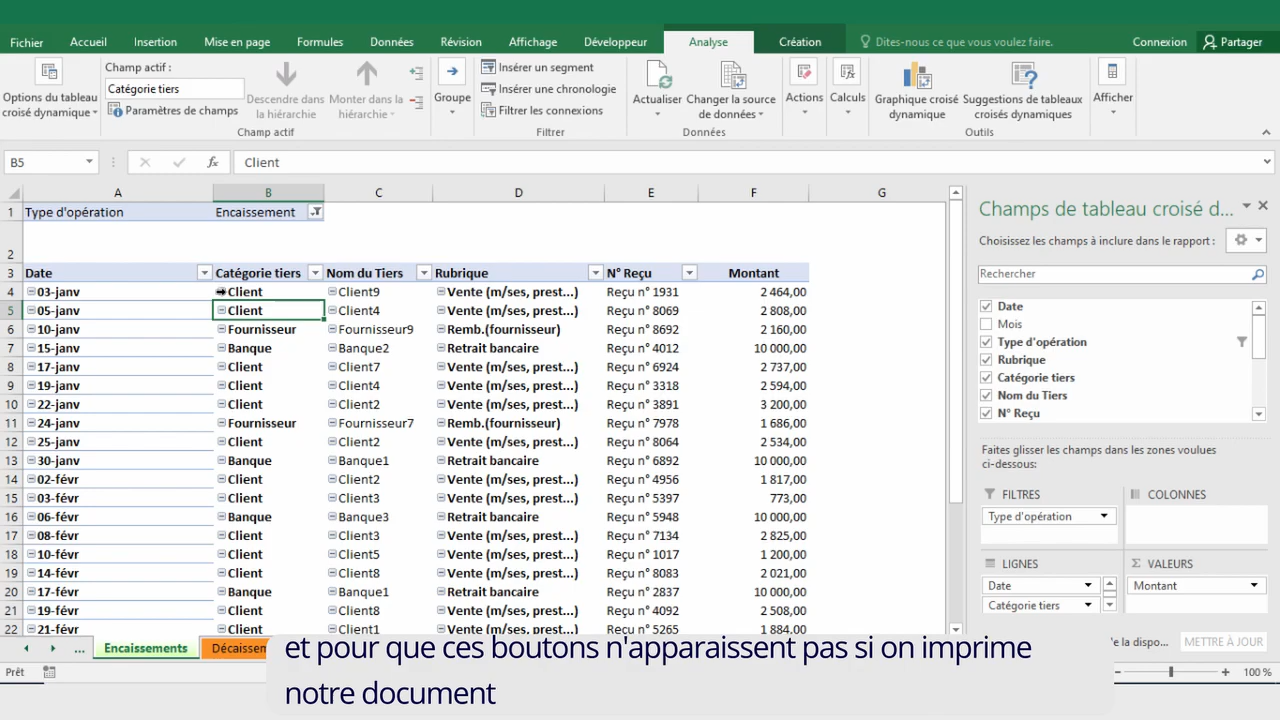 Fichier Accueil Insertion Mise en page Formules Données Révision Affichage Développeur Analyse Création Dites-nous ce que vous voulez faire. Connexion Partager
Options du tableau
croisé dynamique
Champ actif :
Catégorie tiers
Paramètres de champs
Descendre dans
la hiérarchie
Monter dans la
hiérarchie
Champ actif
Groupe
Insérer un segment
Insérer une chronologie
Filtrer les connexions
Filtrer
Actualiser
Changer la source
de données
Données
Actions
Calculs
Graphique croisé
dynamique
Suggestions de tableaux
croisés dynamiques
Outils
Afficher
B5 fx Client
A B C D E F G
1 Type d'opération Encaissement
2
3 Date Catégorie tiers Nom du Tiers Rubrique N° Reçu Montant
4 03-janv Client Client9 Vente (m/ses, prest...) Reçu n° 1931 2 464,00
5 05-janv Client Client4 Vente (m/ses, prest...) Reçu n° 8069 2 808,00
6 10-janv Fournisseur Fournisseur9 Remb.(fournisseur) Reçu n° 8692 2 160,00
7 15-janv Banque Banque2 Retrait bancaire Reçu n° 4012 10 000,00
8 17-janv Client Client7 Vente (m/ses, prest...) Reçu n° 6924 2 737,00
9 19-janv Client Client4 Vente (m/ses, prest...) Reçu n° 3318 2 594,00
10 22-janv Client Client2 Vente (m/ses, prest...) Reçu n° 3891 3 200,00
11 24-janv Fournisseur Fournisseur7 Remb.(fournisseur) Reçu n° 7978 1 686,00
12 25-janv Client Client2 Vente (m/ses, prest...) Reçu n° 8064 2 534,00
13 30-janv Banque Banque1 Retrait bancaire Reçu n° 6892 10 000,00
14 02-févr Client Client2 Vente (m/ses, prest...) Reçu n° 4956 1 817,00
15 03-févr Client Client3 Vente (m/ses, prest...) Reçu n° 5397 773,00
16 06-févr Banque Banque3 Retrait bancaire Reçu n° 5948 10 000,00
17 08-févr Client Client3 Vente (m/ses, prest...) Reçu n° 7134 2 825,00
18 10-févr Client Client5 Vente (m/ses, prest...) Reçu n° 1017 1 200,00
19 14-févr Client Client8 Vente (m/ses, prest...) Reçu n° 8083 2 021,00
20 17-févr Banque Banque1 Retrait bancaire Reçu n° 2837 10 000,00
21 19-févr Client Client8 Vente (m/ses, prest...) Reçu n° 4092 2 508,00
22 21-févr Client Client1 Vente (m/ses, prest...) Reçu n° 5265 1 884,00
Champs de tableau croisé d...
Choisissez les champs à inclure dans le rapport :
Rechercher
Date
Mois
Type d'opération
Rubrique
Catégorie tiers
Nom du Tiers
N° Reçu
Faites glisser les champs dans les zones voulues
ci-dessous:
FILTRES COLONNES
Type d'opération
LIGNES VALEURS
Date Montant
Catégorie tiers
e la dispo... METTRE À JOUR
... Encaissements Décaissem
Prêt 100 %
et pour que ces boutons n'apparaissent pas si on imprime
notre document